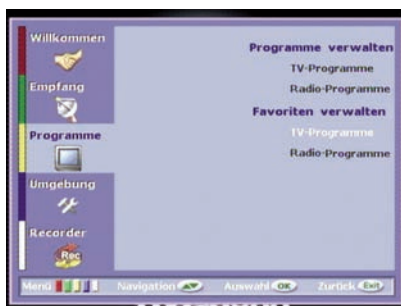 Willkommen
Empfang
Programme
Umgebung
Recorder
Rec
Programme verwalten
TV-Programme
Radio-Programme
Favoriten verwalten
TV-Programme
Radio-Programme
Menü Navigation Auswahl OK Zurück Exit